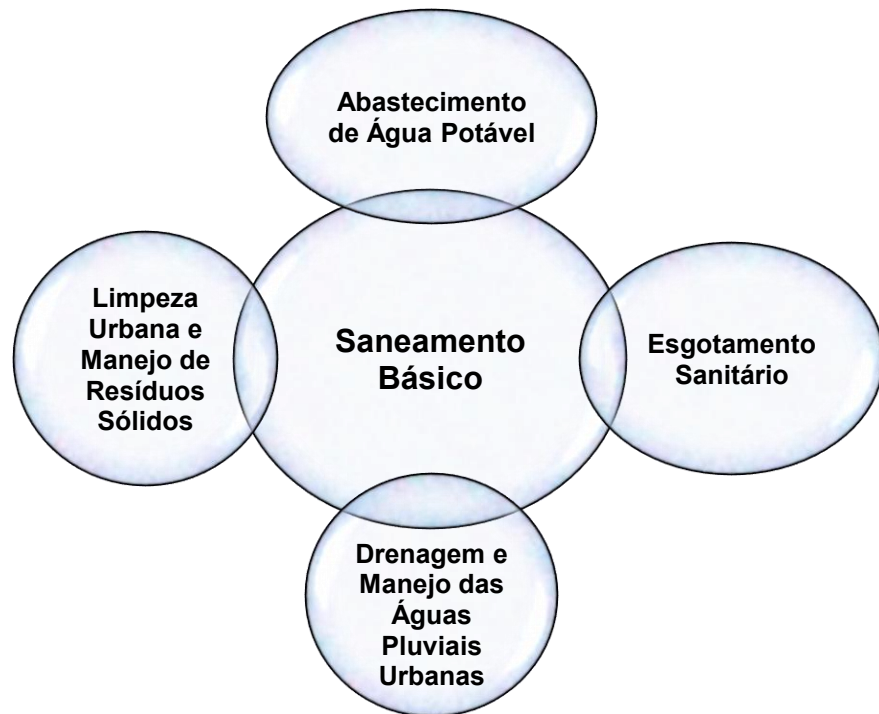 Abastecimento
de Água Potável
Limpeza
Urbana e
Manejo de
Resíduos
Sólidos
Saneamento
Básico
Esgotamento
Sanitário
Drenagem e
Manejo das
Águas
Pluviais
Urbanas